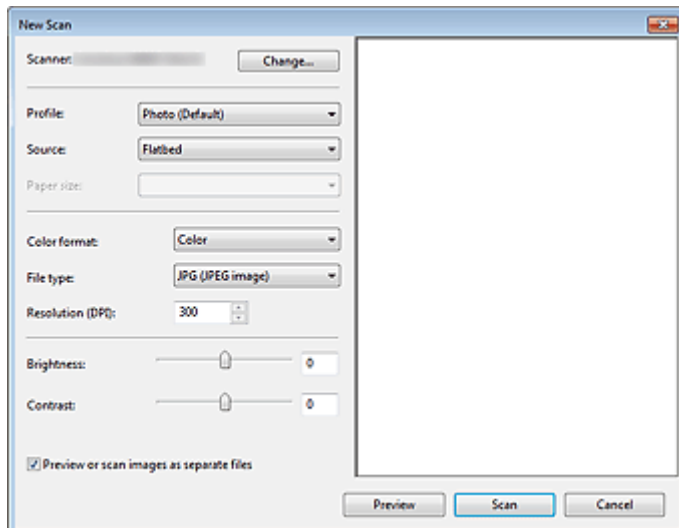 New Scan
Scanner:
Change...
Profile: Photo (Default)
Source: Flatbed
Paper size:
Color format: Color
File type: JPG (JPEG image)
Resolution (DPI): 300
Brightness: 0
Contrast: 0
Preview or scan images as separate files
Preview Scan Cancel